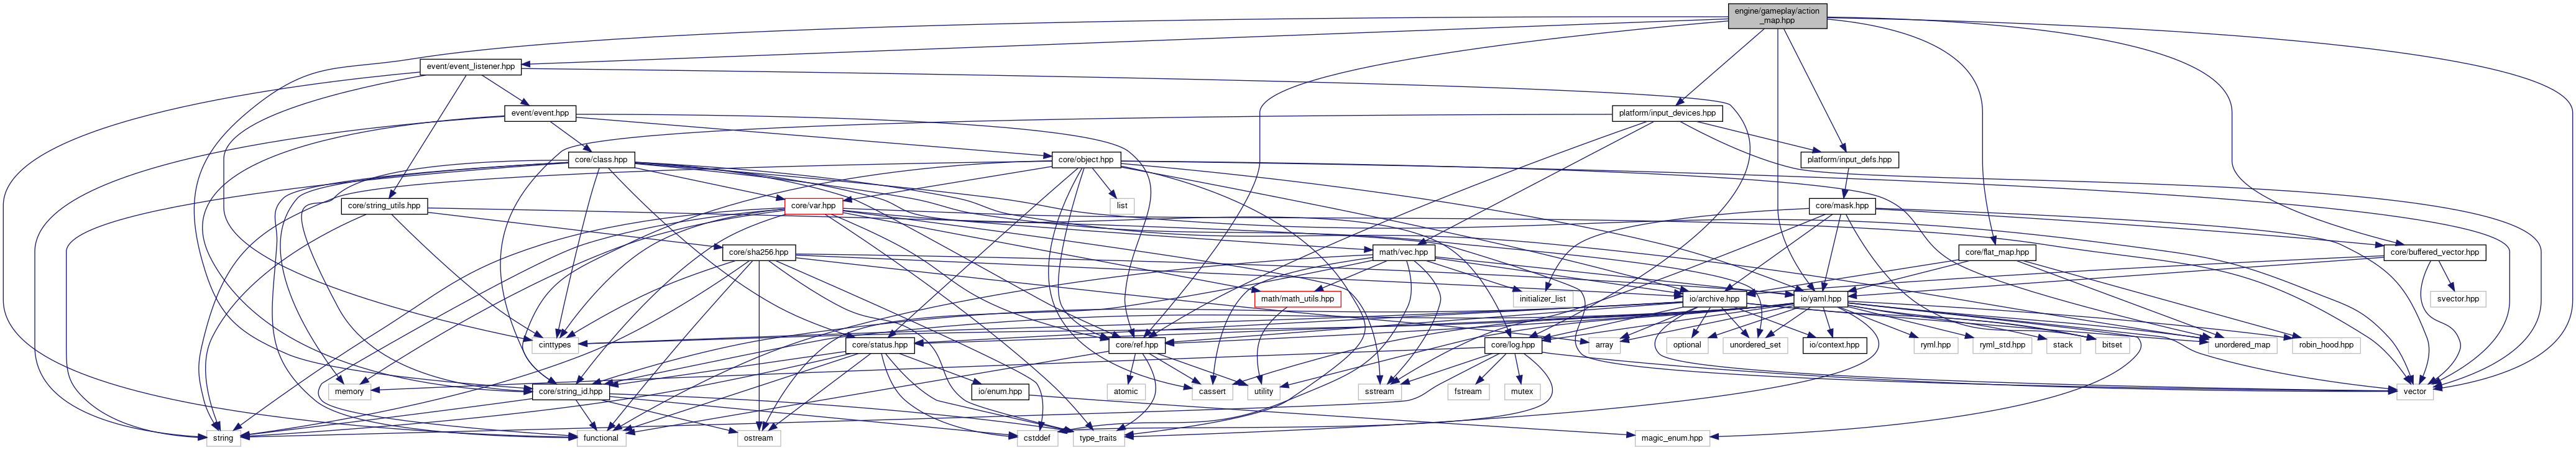 engine/gameplay/action
_map.hpp
event/event_listener.hpp
event/event.hpp
platform/input_devices.hpp
core/class.hpp
core/object.hpp
platform/input_defs.hpp
core/string_utils.hpp
core/var.hpp
list
core/mask.hpp
core/sha256.hpp
math/vec.hpp
core/flat_map.hpp
core/buffered_vector.hpp
math/math_utils.hpp
initializer_list
io/archive.hpp
io/yaml.hpp
svector.hpp
cinttypes
core/status.hpp
core/ref.hpp
core/log.hpp
array
optional
unordered_set
io/context.hpp
ryml.hpp
ryml_std.hpp
stack
bitset
unordered_map
robin_hood.hpp
memory
core/string_id.hpp
io/enum.hpp
atomic
cassert
utility
sstream
fstream
mutex
vector
string
functional
ostream
cstddef
type_traits
magic_enum.hpp